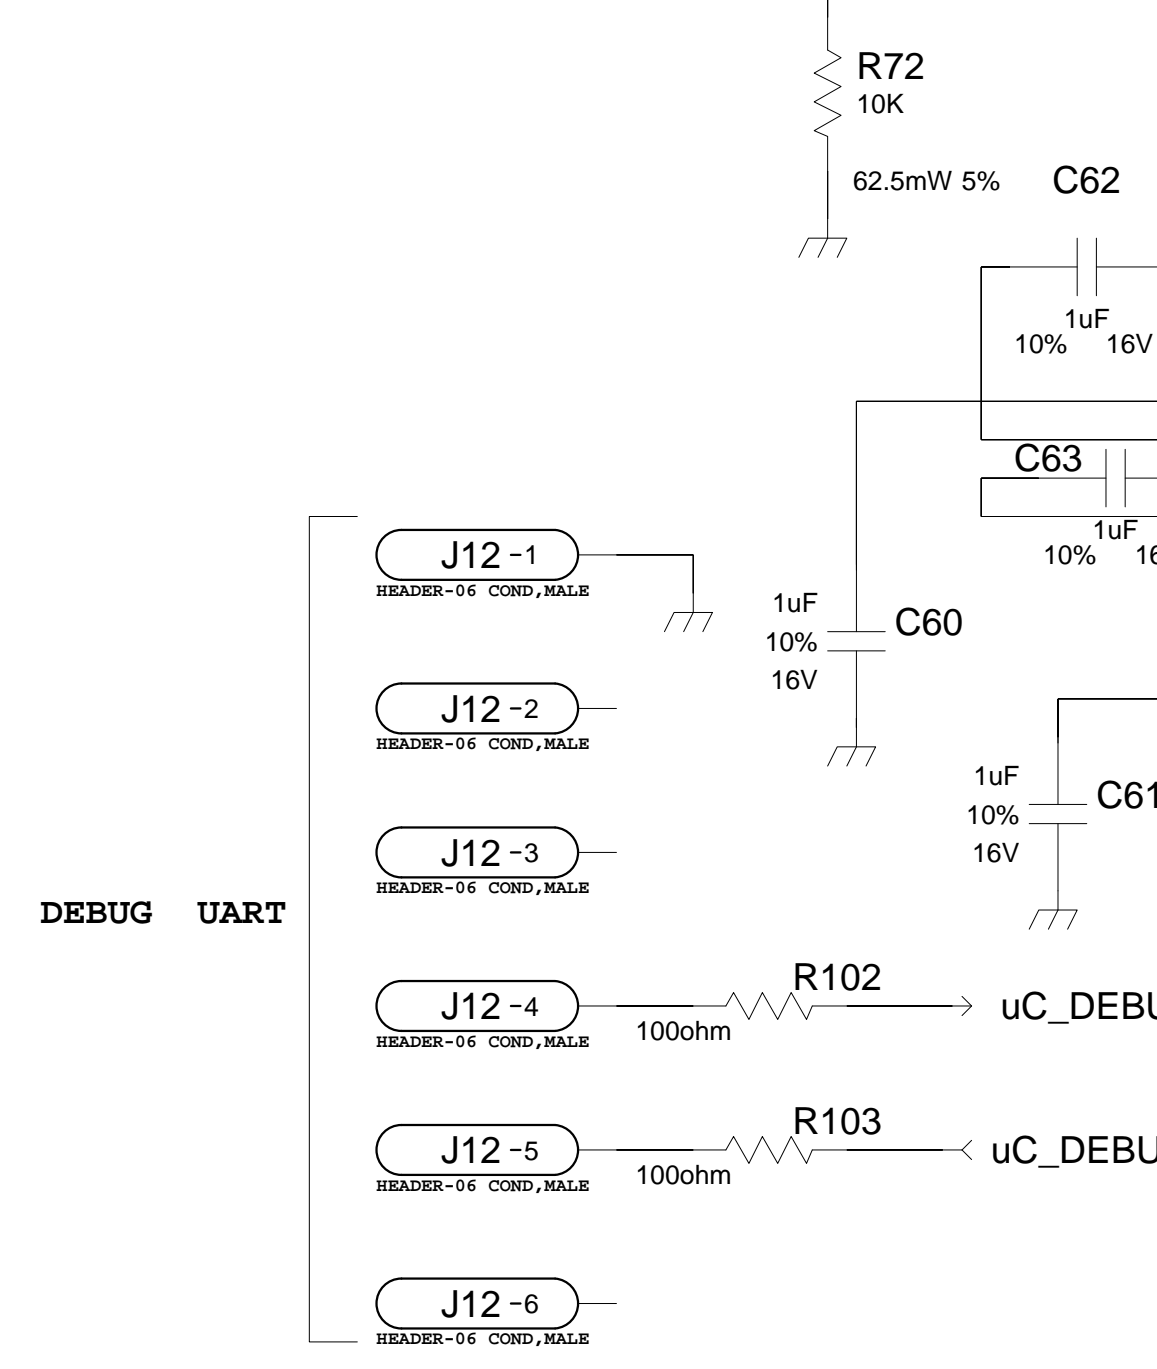 R72
10K
62.5mW 5%
C62
1uF
10% 16V
C63
1uF
10%
J12 -1
HEADER-06 COND,MALE
1uF
10%
16V
C60
J12 -2
HEADER-06 COND,MALE
1uF
10%
16V
C61
J12 -3
HEADER-06 COND,MALE
DEBUG UART
J12 -4
HEADER-06 COND,MALE
R102
100ohm
J12 -5
HEADER-06 COND,MALE
R103
100ohm
J12 -6
HEADER-06 COND,MALE